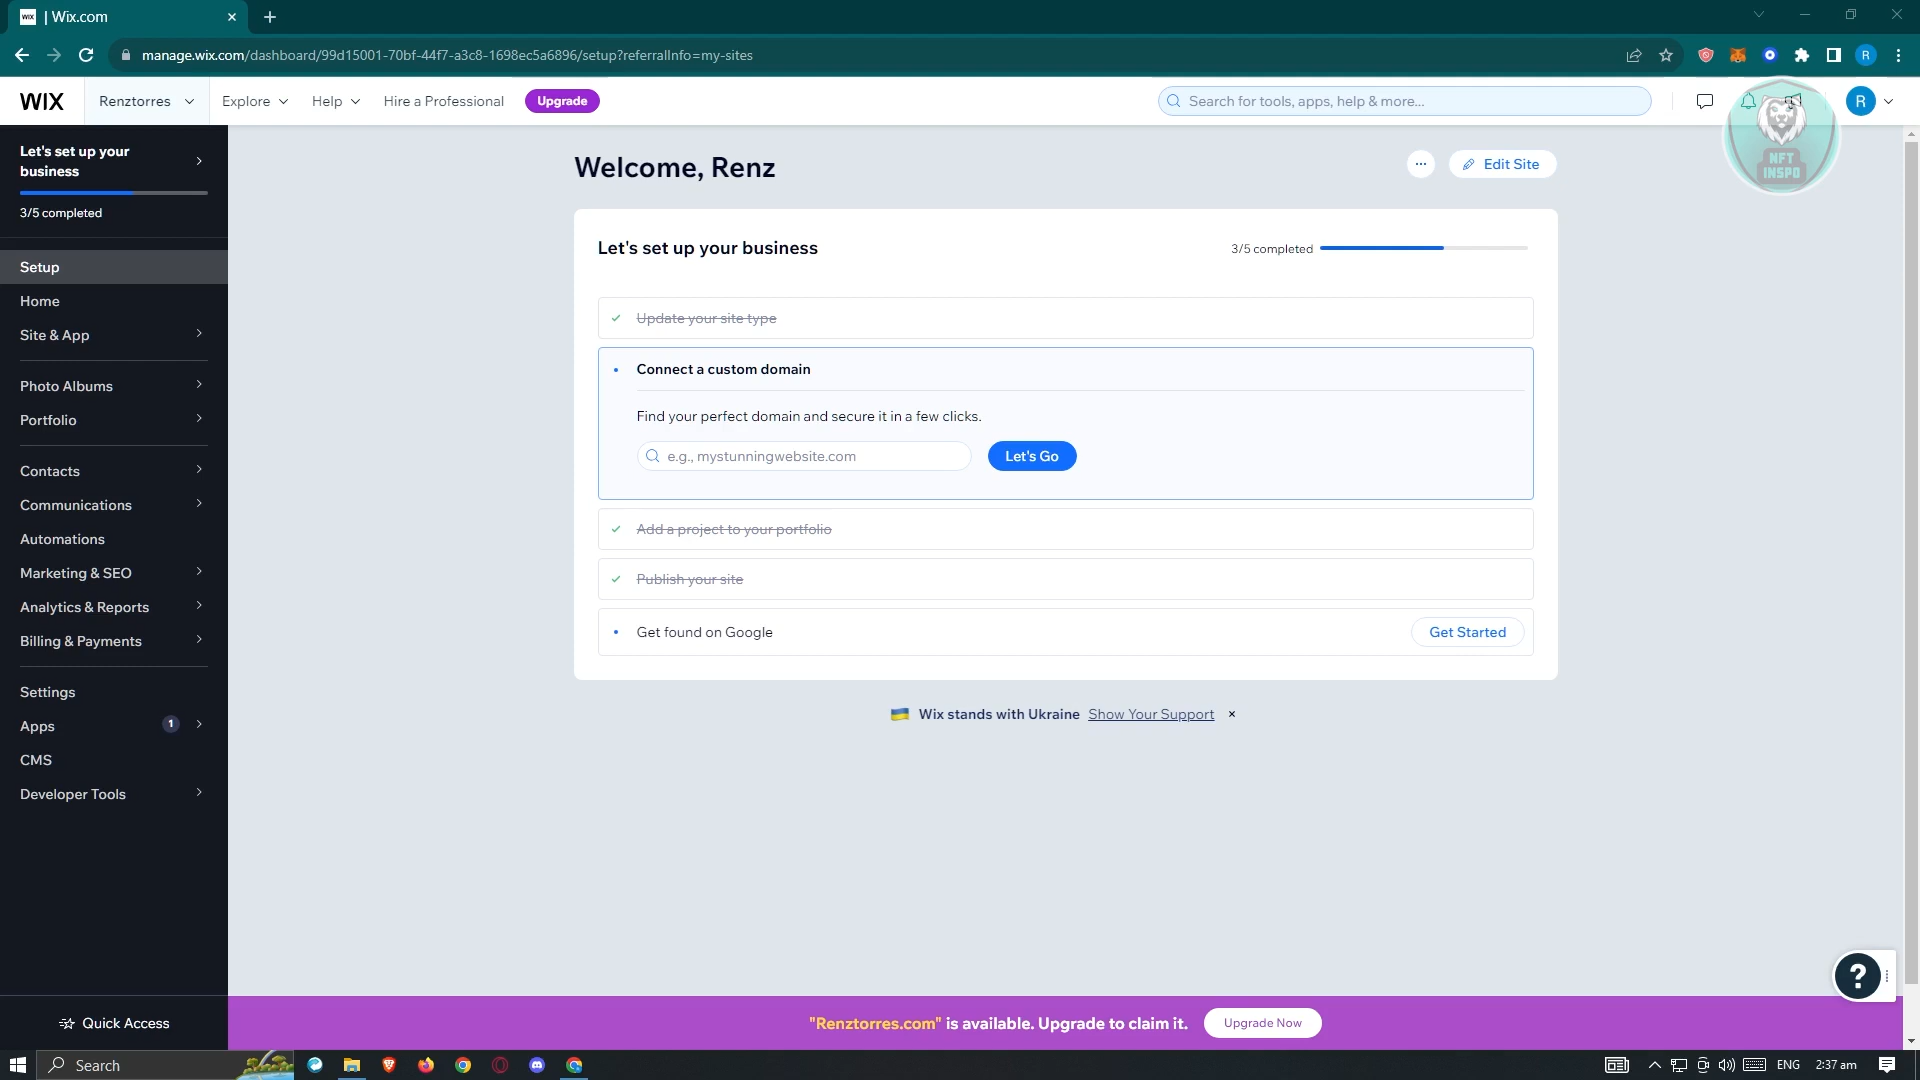 WIX | Wix.com
manage.wix.com/dashboard/99d15001-70bf-44f7-a3c8-1698ec5a6896/setup?referralInfo=my-sites
R
WIX Renztorres Explore Help Hire a Professional Upgrade Search for tools, apps, help & more... R
NFT
INSPO
Let's set up your
business
3/5 completed
Setup
Home
Site & App
Photo Albums
Portfolio
Contacts
Communications
Automations
Marketing & SEO
Analytics & Reports
Billing & Payments
Settings
Apps 1
CMS
Developer Tools
Quick Access
Welcome, Renz
... Edit Site
Let's set up your business
3/5 completed
Update your site type
Connect a custom domain
Find your perfect domain and secure it in a few clicks.
e.g., mystunningwebsite.com Let's Go
Add a project to your portfolio
Publish your site
Get found on Google Get Started
Wix stands with Ukraine Show Your Support ×
?
"Renztorres.com" is available. Upgrade to claim it. Upgrade Now
Search ENG 2:37 am